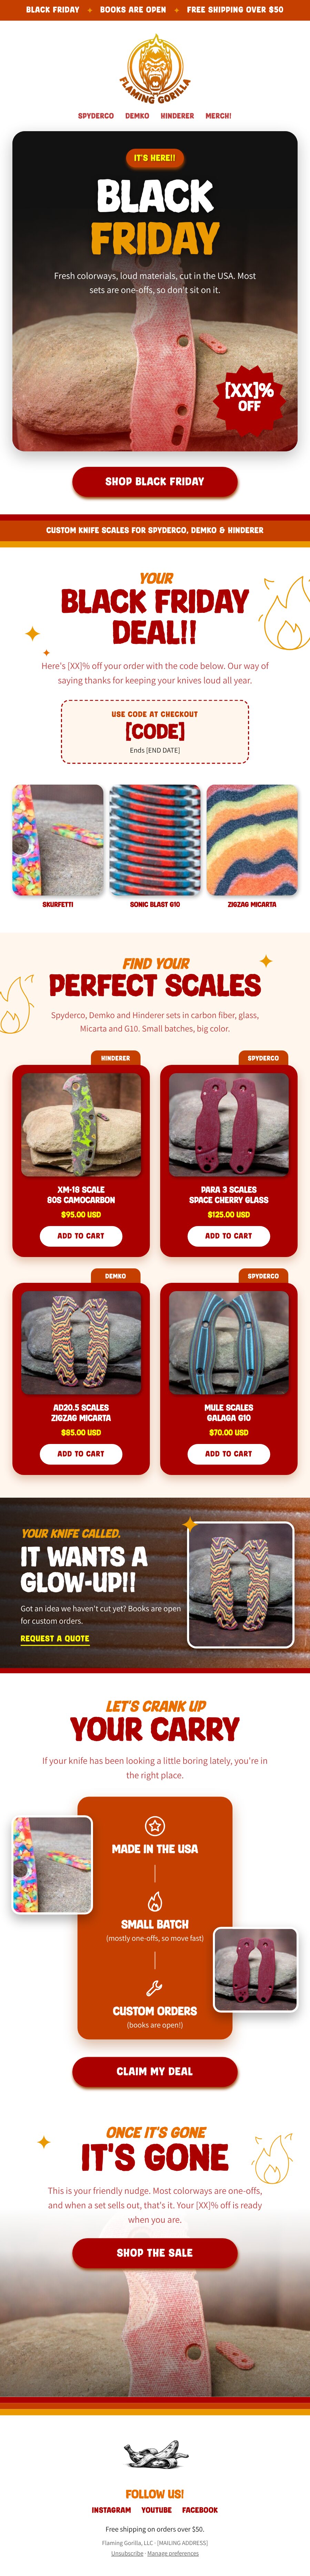 BLACK FRIDAY ✦ BOOKS ARE OPEN ✦ FREE SHIPPING OVER $50
FLAMING GORILLA
SPYDERCO DEMKO HINDERER MERCH!
IT'S HERE!!
BLACK
FRIDAY
Fresh colorways, loud materials, cut in the USA. Most
sets are one-offs, so don't sit on it.
[XX]%
OFF
SHOP BLACK FRIDAY
CUSTOM KNIFE SCALES FOR SPYDERCO, DEMKO & HINDERER
YOUR
BLACK FRIDAY
DEAL!!
Here's [XX]% off your order with the code below. Our way of
saying thanks for keeping your knives loud all year.
USE CODE AT CHECKOUT
[CODE]
Ends [END DATE]
SKURFETTI
SONIC BLAST G10
ZIGZAG MICARTA
FIND YOUR
PERFECT SCALES
Spyderco, Demko and Hinderer sets in carbon fiber, glass,
Micarta and G10. Small batches, big color.
HINDERER
XM-18 SCALE
80S CAMOCARBON
$95.00 USD
ADD TO CART
SPYDERCO
PARA 3 SCALES
SPACE CHERRY GLASS
$125.00 USD
ADD TO CART
DEMKO
AD20.5 SCALES
ZIGZAG MICARTA
$85.00 USD
ADD TO CART
SPYDERCO
MULE SCALES
GALAGA G10
$70.00 USD
ADD TO CART
YOUR KNIFE CALLED.
IT WANTS A
GLOW-UP!!
Got an idea we haven't cut yet? Books are open
for custom orders.
REQUEST A QUOTE
LET'S CRANK UP
YOUR CARRY
If your knife has been looking a little boring lately, you're in
the right place.
MADE IN THE USA
SMALL BATCH
(mostly one-offs, so move fast)
CUSTOM ORDERS
(books are open!)
CLAIM MY DEAL
ONCE IT'S GONE
IT'S GONE
This is your friendly nudge. Most colorways are one-offs,
and when a set sells out, that's it. Your [XX]% off is ready
when you are.
SHOP THE SALE
FOLLOW US!
INSTAGRAM YOUTUBE FACEBOOK
Free shipping on orders over $50.
Flaming Gorilla, LLC · [MAILING ADDRESS]
Unsubscribe · Manage preferences